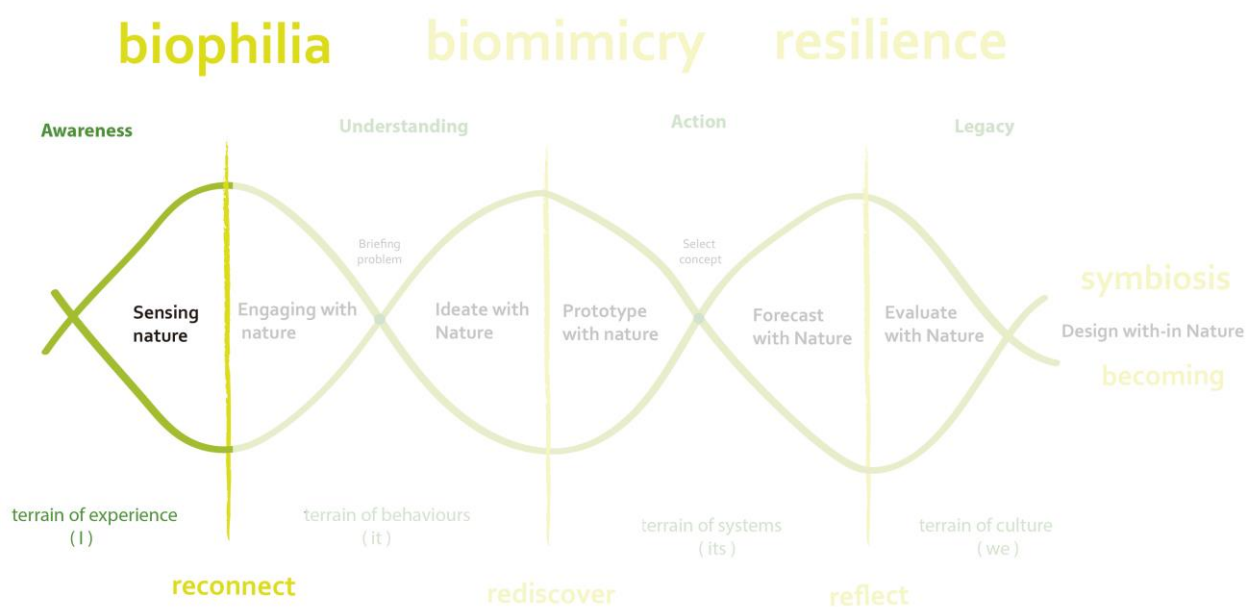 biophilia biomimicry resilience
Awareness Understanding Action Legacy
Briefing
problem
Select
concept
Sensing
nature
Engaging with
nature
Ideate with
Nature
Prototype
with nature
Forecast
with Nature
Evaluate
with Nature
symbiosis
Design with-in Nature
becoming
terrain of experience
( I )
terrain of behaviours
( it )
terrain of systems
( its )
terrain of culture
( we )
reconnect rediscover reflect